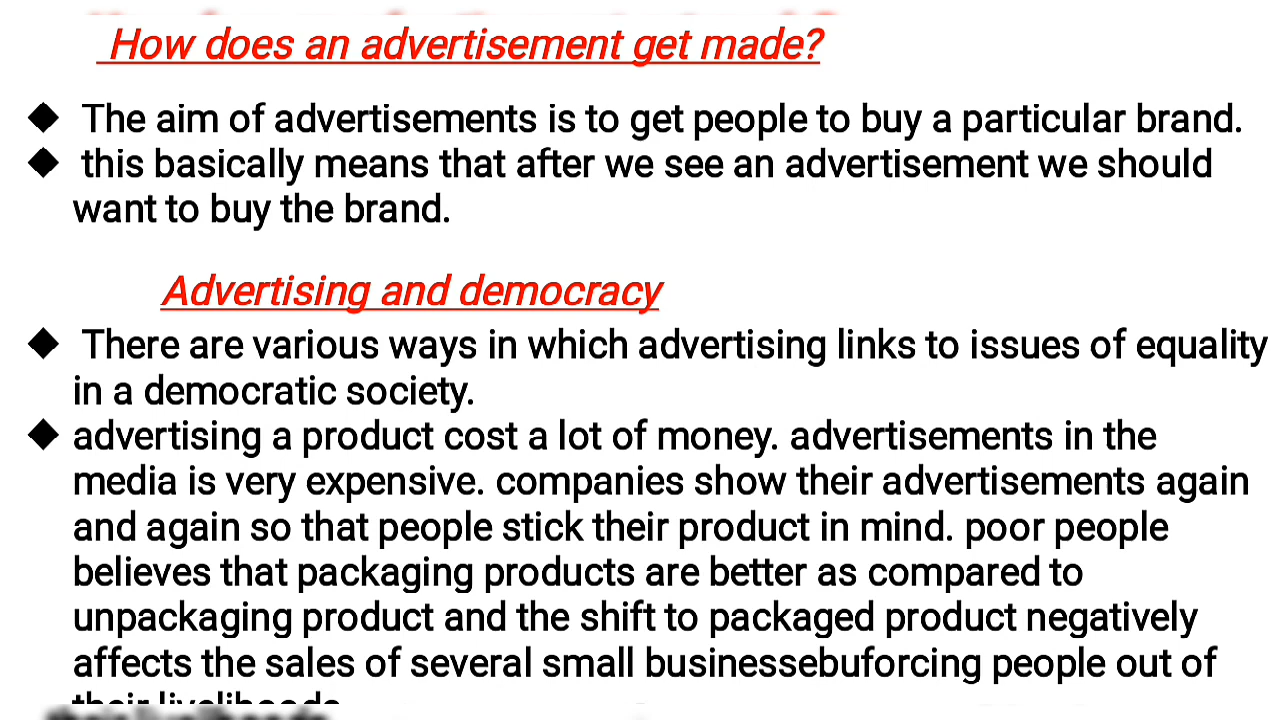 How does an advertisement get made?
◆ The aim of advertisements is to get people to buy a particular brand.
◆ this basically means that after we see an advertisement we should
want to buy the brand.
Advertising and democracy
◆ There are various ways in which advertising links to issues of equality
in a democratic society.
◆ advertising a product cost a lot of money. advertisements in the
media is very expensive. companies show their advertisements again
and again so that people stick their product in mind. poor people
believes that packaging products are better as compared to
unpackaging product and the shift to packaged product negatively
affects the sales of several small businessebuforcing people out of
their livelihoods